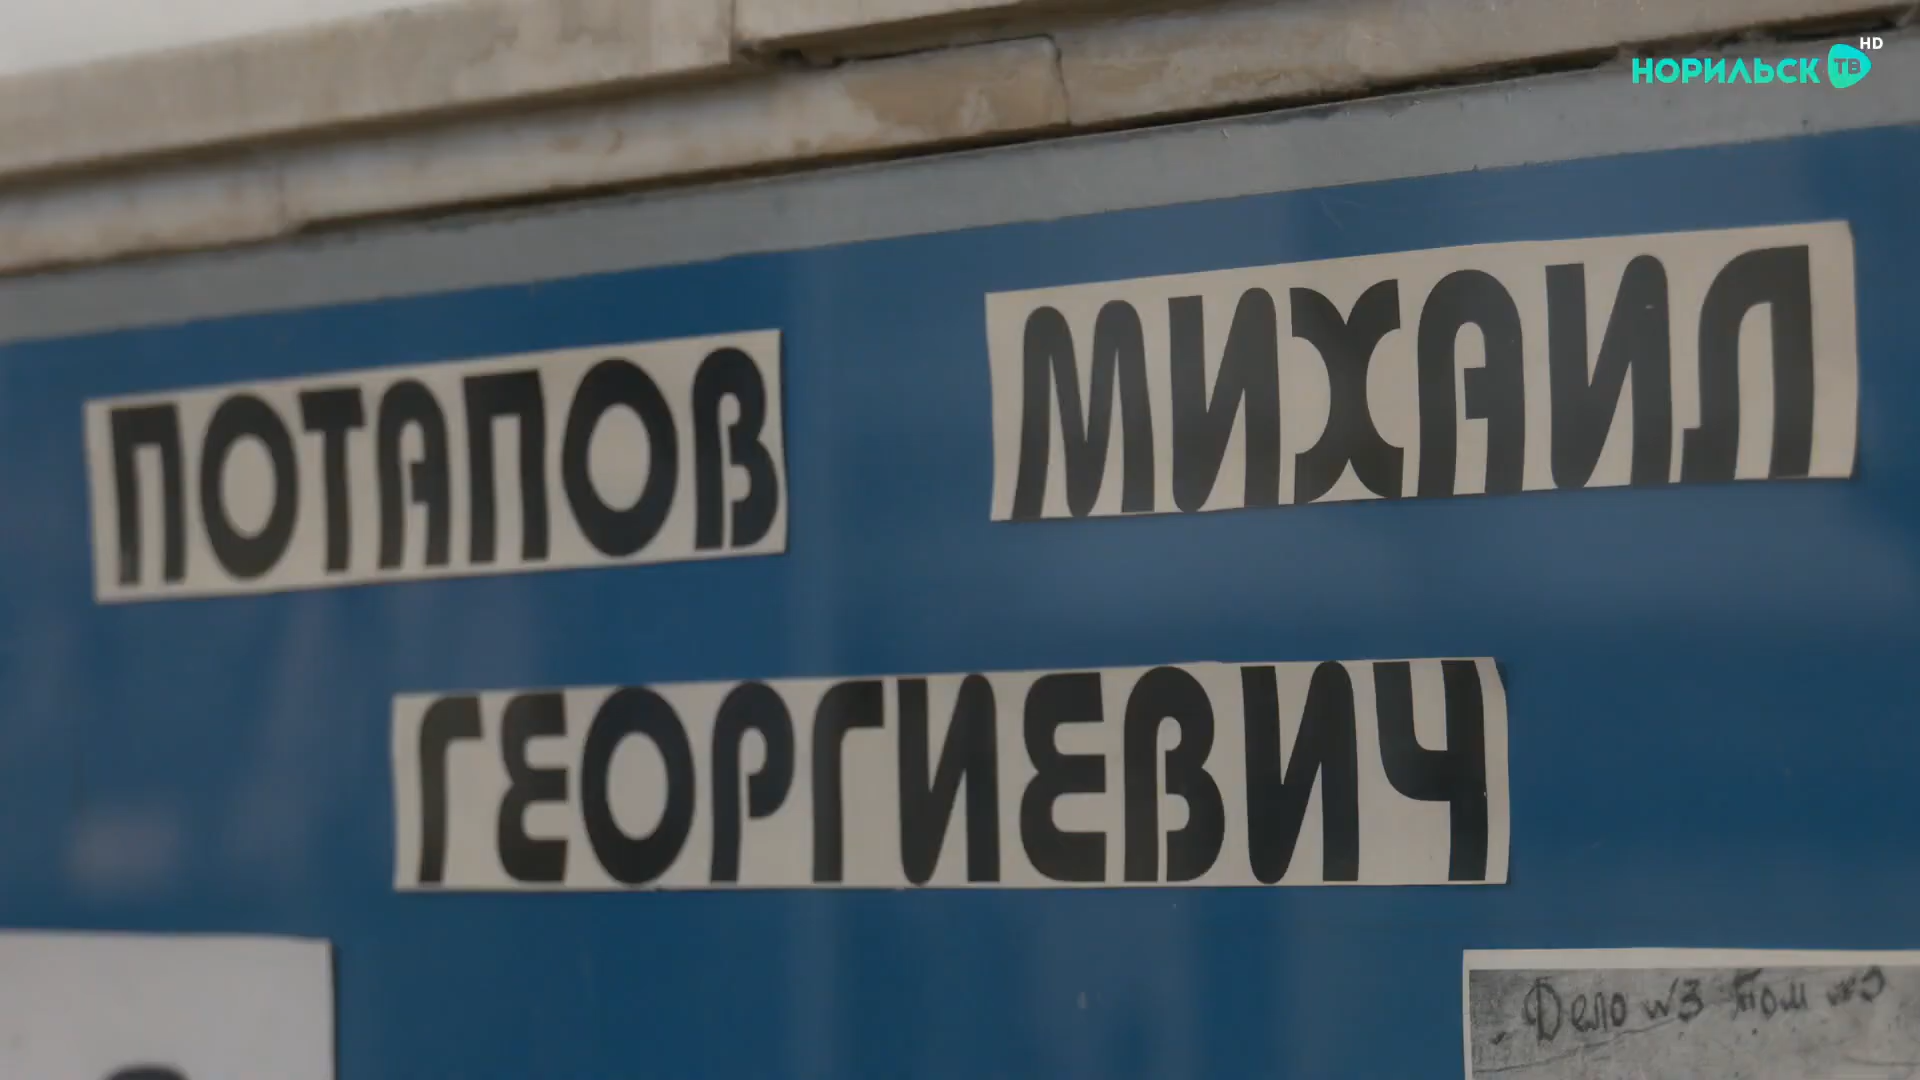 НОРИЛЬСК ТВ HD
ПОТАПОВ МИХАИЛ
ГЕОРГИЕВИЧ
Дело №3 Том №3